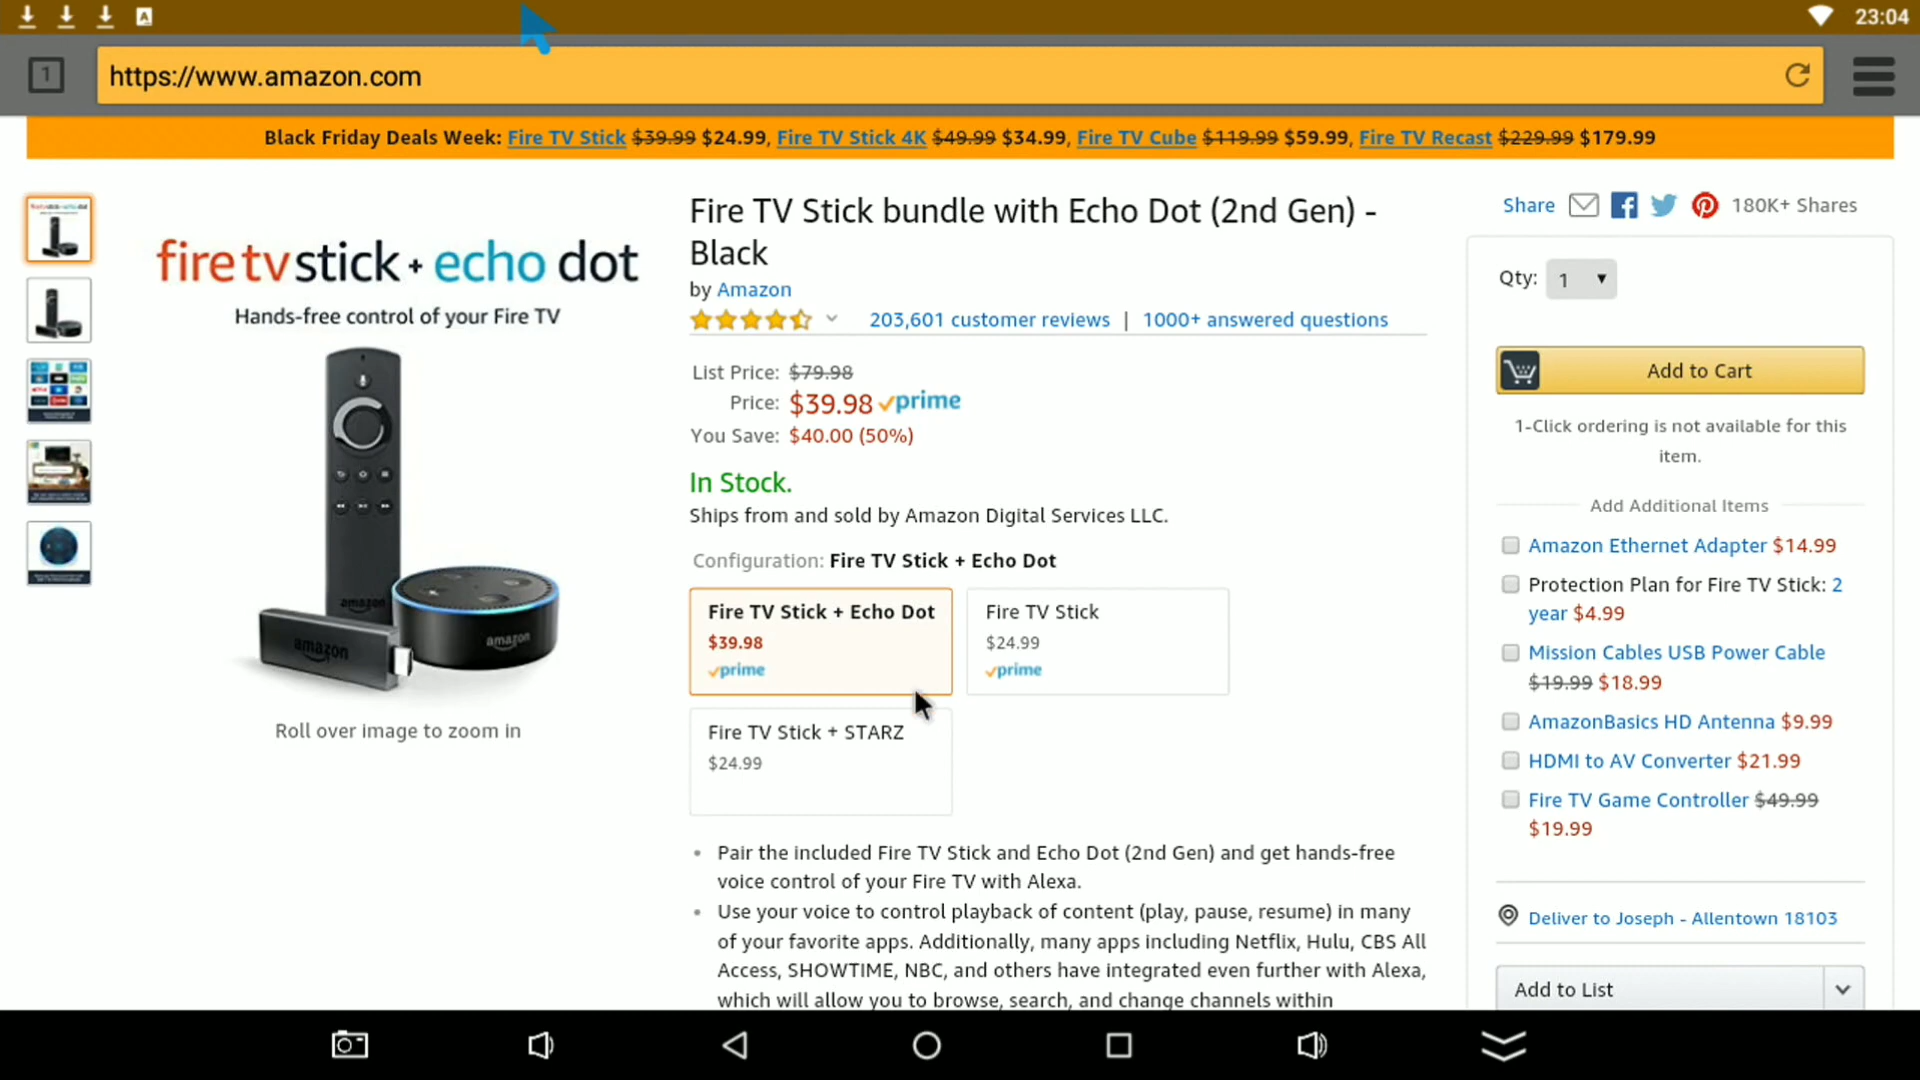 23:04
1
https://www.amazon.com
Black Friday Deals Week: Fire TV Stick $39.99 $24.99, Fire TV Stick 4K $49.99 $34.99, Fire TV Cube $119.99 $59.99, Fire TV Recast $229.99 $179.99
fire tv stick + echo dot
Hands-free control of your Fire TV
amazon
amazon
amazon
Roll over image to zoom in
Fire TV Stick bundle with Echo Dot (2nd Gen) -
Black
by Amazon
203,601 customer reviews | 1000+ answered questions
List Price: $79.98
Price: $39.98 prime
You Save: $40.00 (50%)
In Stock.
Ships from and sold by Amazon Digital Services LLC.
Configuration: Fire TV Stick + Echo Dot
Fire TV Stick + Echo Dot
$39.98
prime
Fire TV Stick
$24.99
prime
Fire TV Stick + STARZ
$24.99
• Pair the included Fire TV Stick and Echo Dot (2nd Gen) and get hands-free
voice control of your Fire TV with Alexa.
• Use your voice to control playback of content (play, pause, resume) in many
of your favorite apps. Additionally, many apps including Netflix, Hulu, CBS All
Access, SHOWTIME, NBC, and others have integrated even further with Alexa,
which will allow you to browse, search, and change channels within
Share 180K+ Shares
Qty: 1
Add to Cart
1-Click ordering is not available for this
item.
Add Additional Items
Amazon Ethernet Adapter $14.99
Protection Plan for Fire TV Stick: 2
year $4.99
Mission Cables USB Power Cable
$19.99 $18.99
AmazonBasics HD Antenna $9.99
HDMI to AV Converter $21.99
Fire TV Game Controller $49.99
$19.99
Deliver to Joseph - Allentown 18103
Add to List